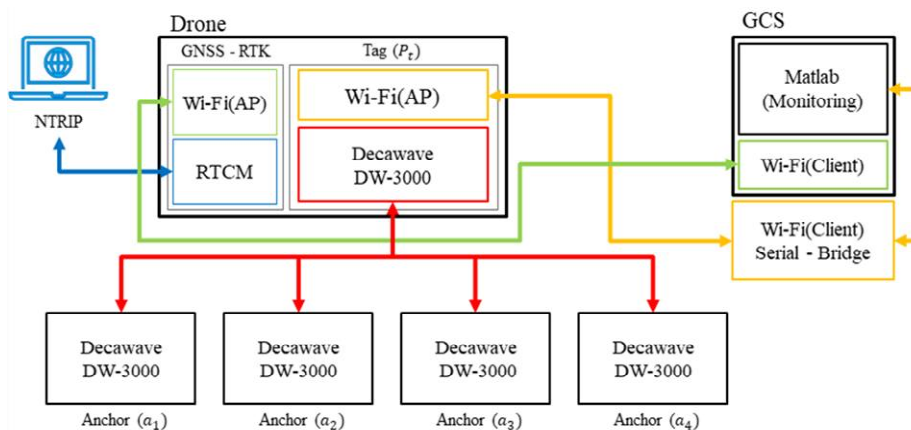 Drone
GNSS - RTK
Tag (𝑃𝑡)
Wi-Fi(AP)
RTCM
Wi-Fi(AP)
Decawave
DW-3000
NTRIP
GCS
Matlab
(Monitoring)
Wi-Fi(Client)
Wi-Fi(Client)
Serial - Bridge
Decawave
DW-3000
Anchor (𝑎1)
Decawave
DW-3000
Anchor (𝑎2)
Decawave
DW-3000
Anchor (𝑎3)
Decawave
DW-3000
Anchor (𝑎4)